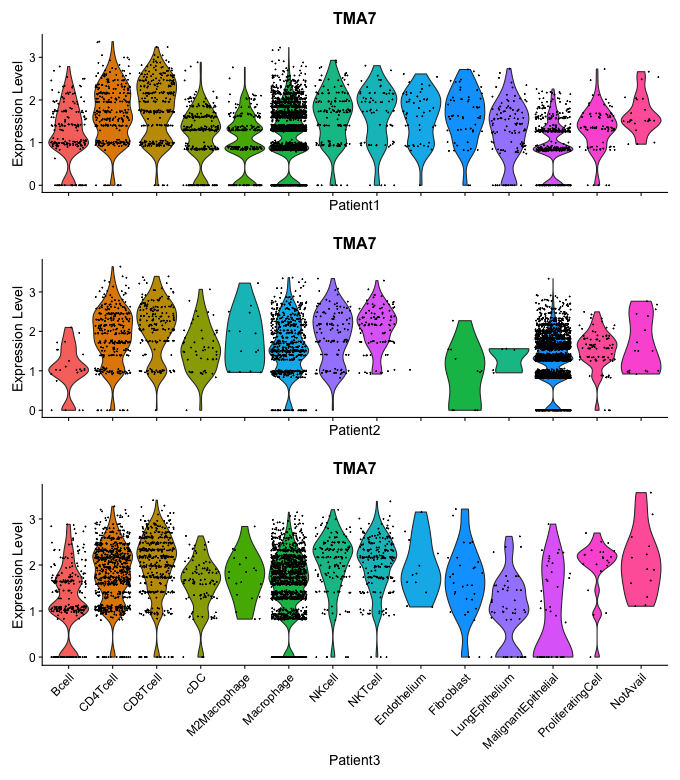 TMA7
Expression Level
3
2
1
0
Patient1
TMA7
Expression Level
3
2
1
0
Patient2
TMA7
Expression Level
3
2
1
0
Bcell
CD4Tcell
CD8Tcell
cDC
M2Macrophage
Macrophage
NKcell
NKTcell
Endothelium
Fibroblast
LungEpithelium
MalignantEpithelial
ProliferatingCell
NotAvail
Patient3